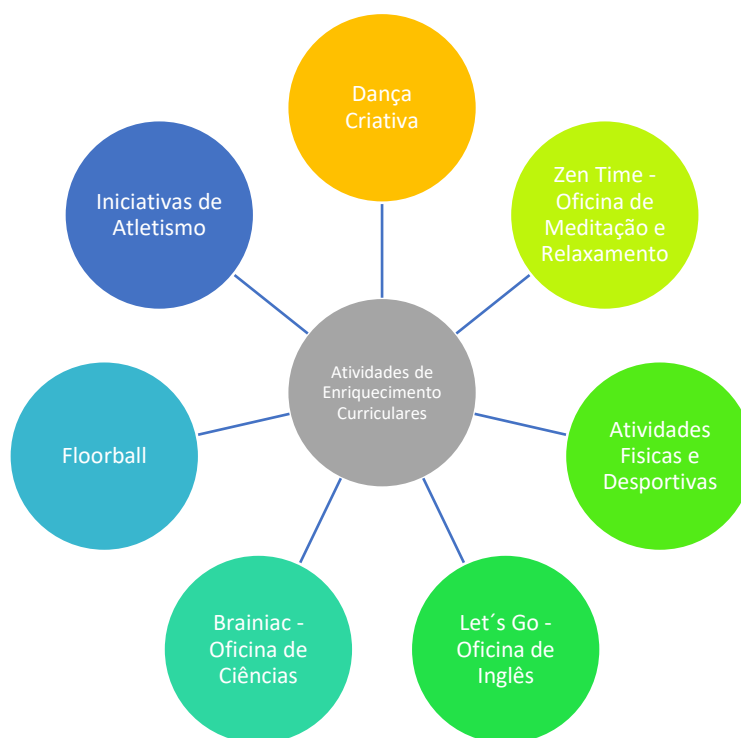 Dança
Criativa
Zen Time -
Oficina de
Meditação e
Relaxamento
Atividades
Fisicas e
Desportivas
Let´s Go -
Oficina de
Inglês
Brainiac -
Oficina de
Ciências
Floorball
Iniciativas de
Atletismo
Atividades de
Enriquecimento
Curriculares